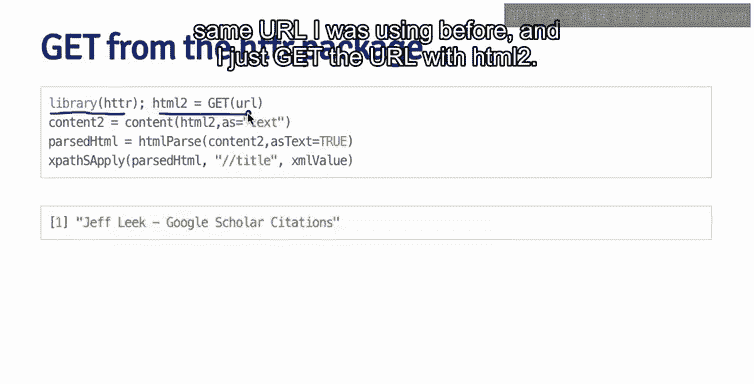 same URL I was using before, and
I just GET the URL with html2.
GET from the httr package
library(httr); html2 = GET(url)
content2 = content(html2,as="text")
parsedHtml = htmlParse(content2,asText=TRUE)
xpathSApply(parsedHtml, "//title", xmlValue)
[1] "Jeff Leek - Google Scholar Citations"